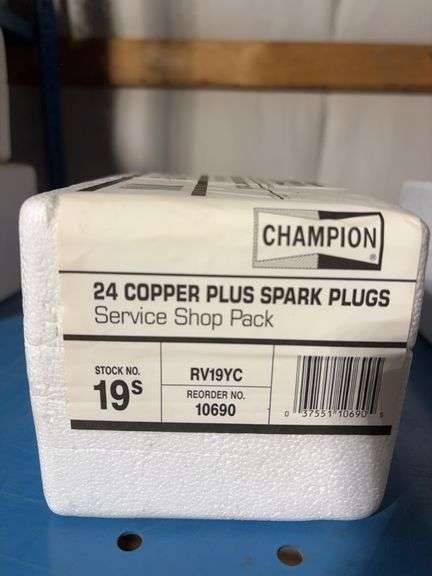 CHAMPION
®
24 COPPER PLUS SPARK PLUGS
Service Shop Pack
STOCK NO.
19S
RV19YC
REORDER NO.
10690
0 37551 10690 5